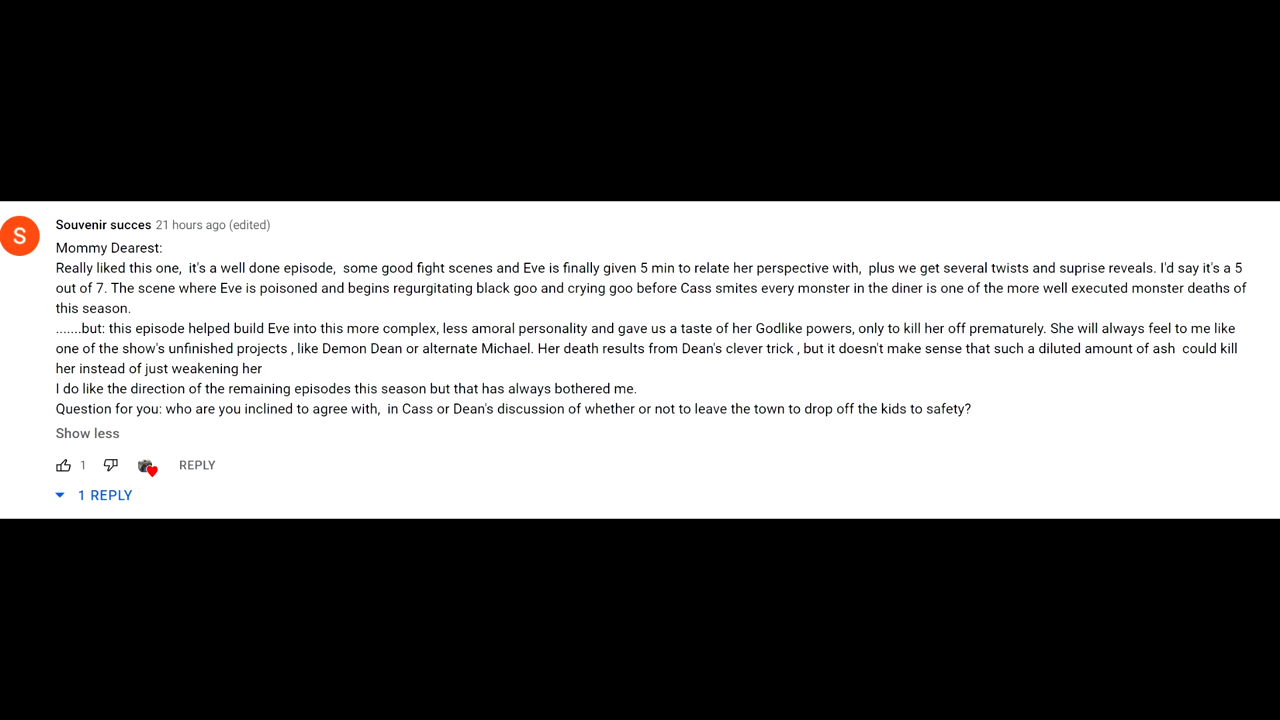 S
Souvenir succes 21 hours ago (edited)
Mommy Dearest:
Really liked this one,  it's a well done episode,  some good fight scenes and Eve is finally given 5 min to relate her perspective with,  plus we get several twists and suprise reveals. I'd say it's a 5
out of 7. The scene where Eve is poisoned and begins regurgitating black goo and crying goo before Cass smites every monster in the diner is one of the more well executed monster deaths of
this season.
.......but: this episode helped build Eve into this more complex, less amoral personality and gave us a taste of her Godlike powers, only to kill her off prematurely. She will always feel to me like
one of the show's unfinished projects , like Demon Dean or alternate Michael. Her death results from Dean's clever trick , but it doesn't make sense that such a diluted amount of ash  could kill
her instead of just weakening her
I do like the direction of the remaining episodes this season but that has always bothered me.
Question for you: who are you inclined to agree with,  in Cass or Dean's discussion of whether or not to leave the town to drop off the kids to safety?
Show less
1 REPLY
1 REPLY